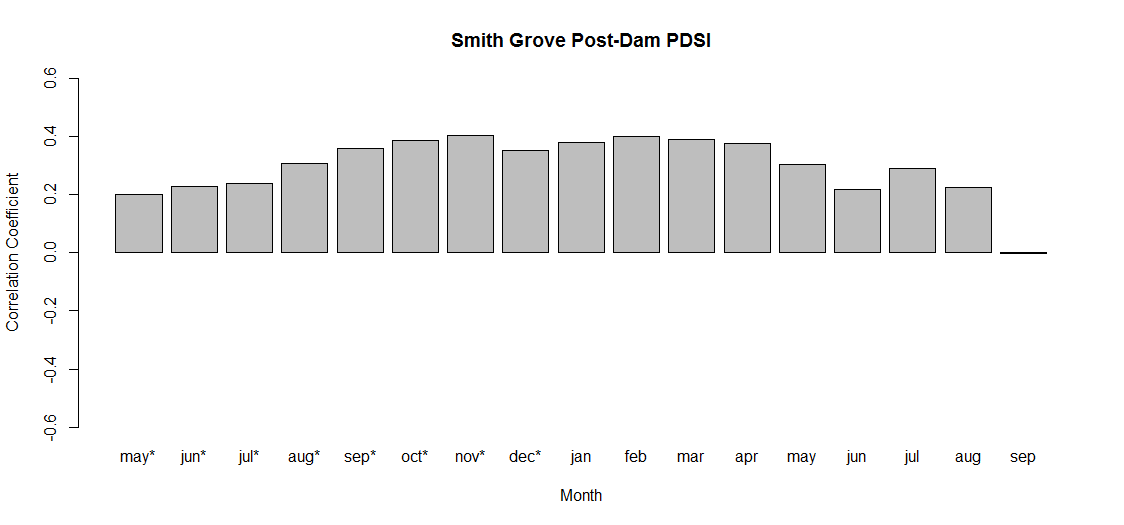 Smith Grove Post-Dam PDSI
Correlation Coefficient
0.6
0.4
0.2
0.0
-0.2
-0.4
-0.6
may* jun* jul* aug* sep* oct* nov* dec* jan feb mar apr may jun jul aug sep
Month